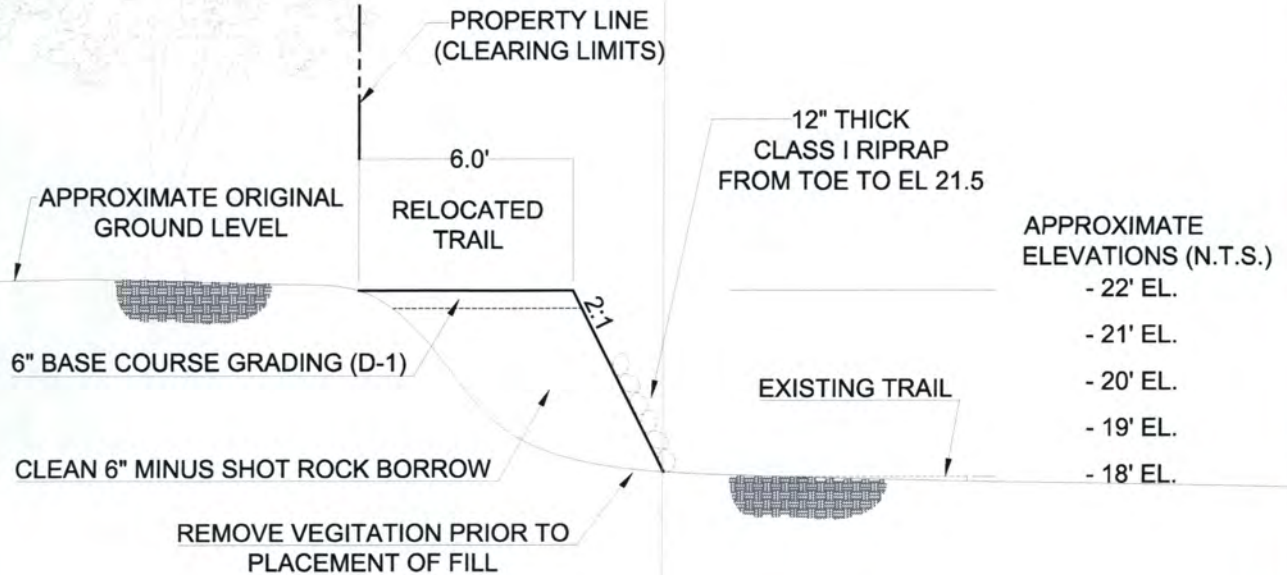 PROPERTY LINE
(CLEARING LIMITS)
12" THICK
CLASS I RIPRAP
FROM TOE TO EL 21.5
6.0'
APPROXIMATE ORIGINAL
GROUND LEVEL
RELOCATED
TRAIL
APPROXIMATE
ELEVATIONS (N.T.S.)
- 22' EL.
- 21' EL.
- 20' EL.
- 19' EL.
- 18' EL.
2:1
6" BASE COURSE GRADING (D-1)
EXISTING TRAIL
CLEAN 6" MINUS SHOT ROCK BORROW
REMOVE VEGITATION PRIOR TO
PLACEMENT OF FILL